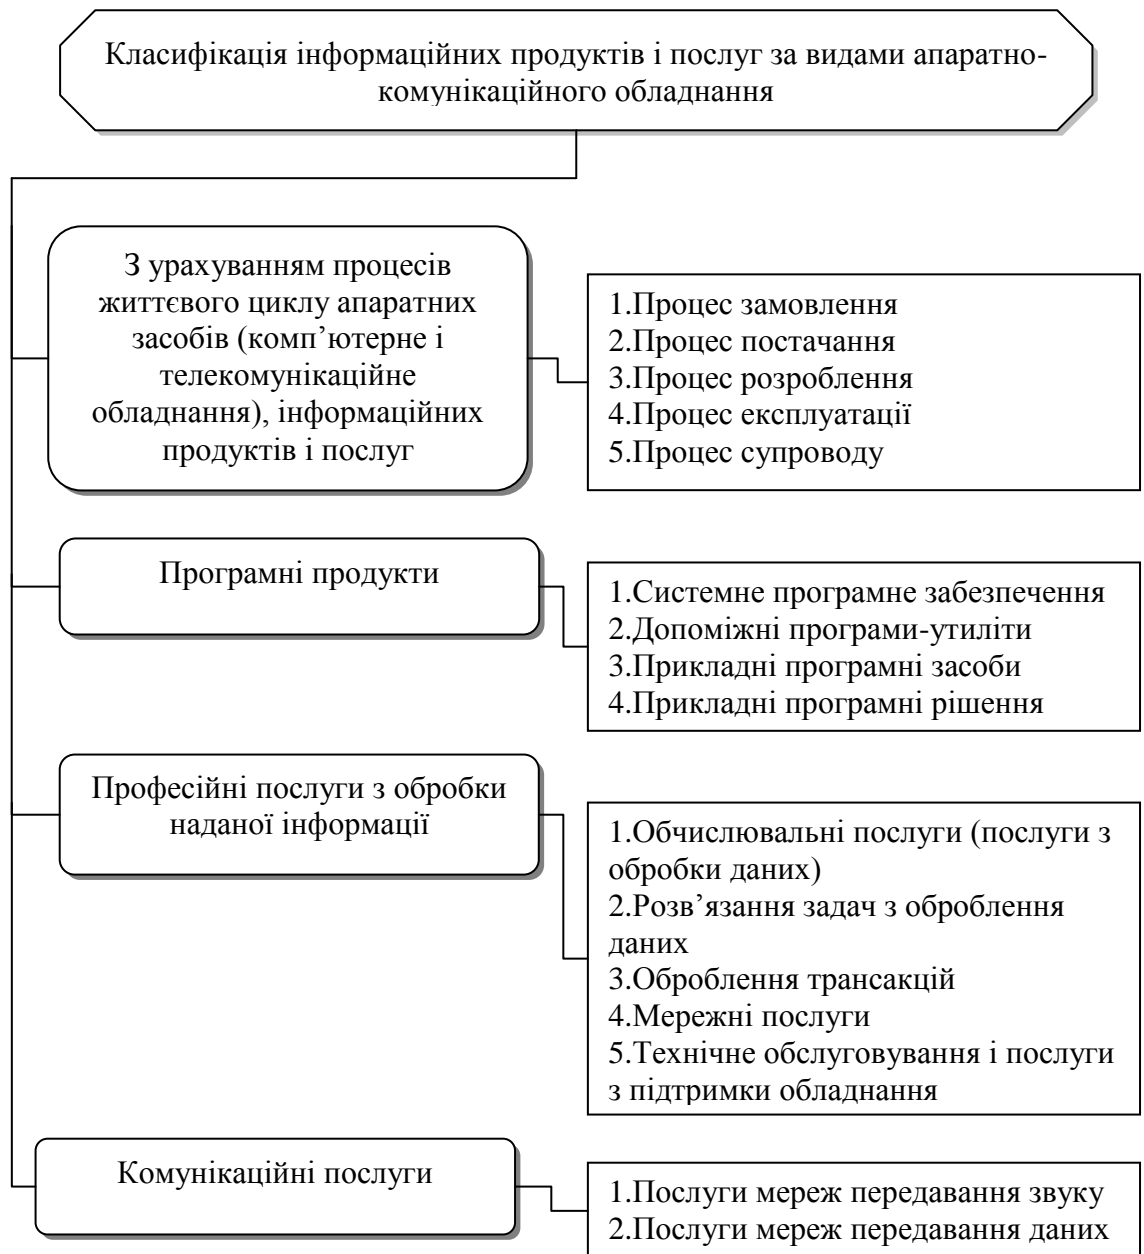 Класифікація інформаційних продуктів і послуг за видами апаратно-
комунікаційного обладнання
З урахуванням процесів
життєвого циклу апаратних
засобів (комп’ютерне і
телекомунікаційне
обладнання), інформаційних
продуктів і послуг
1.Процес замовлення
2.Процес постачання
3.Процес розроблення
4.Процес експлуатації
5.Процес супроводу
Програмні продукти
1.Системне програмне забезпечення
2.Допоміжні програми-утиліти
3.Прикладні програмні засоби
4.Прикладні програмні рішення
Професійні послуги з обробки
наданої інформації
1.Обчислювальні послуги (послуги з
обробки даних)
2.Розв’язання задач з оброблення
даних
3.Оброблення трансакцій
4.Мережні послуги
5.Технічне обслуговування і послуги
з підтримки обладнання
Комунікаційні послуги
1.Послуги мереж передавання звуку
2.Послуги мереж передавання даних